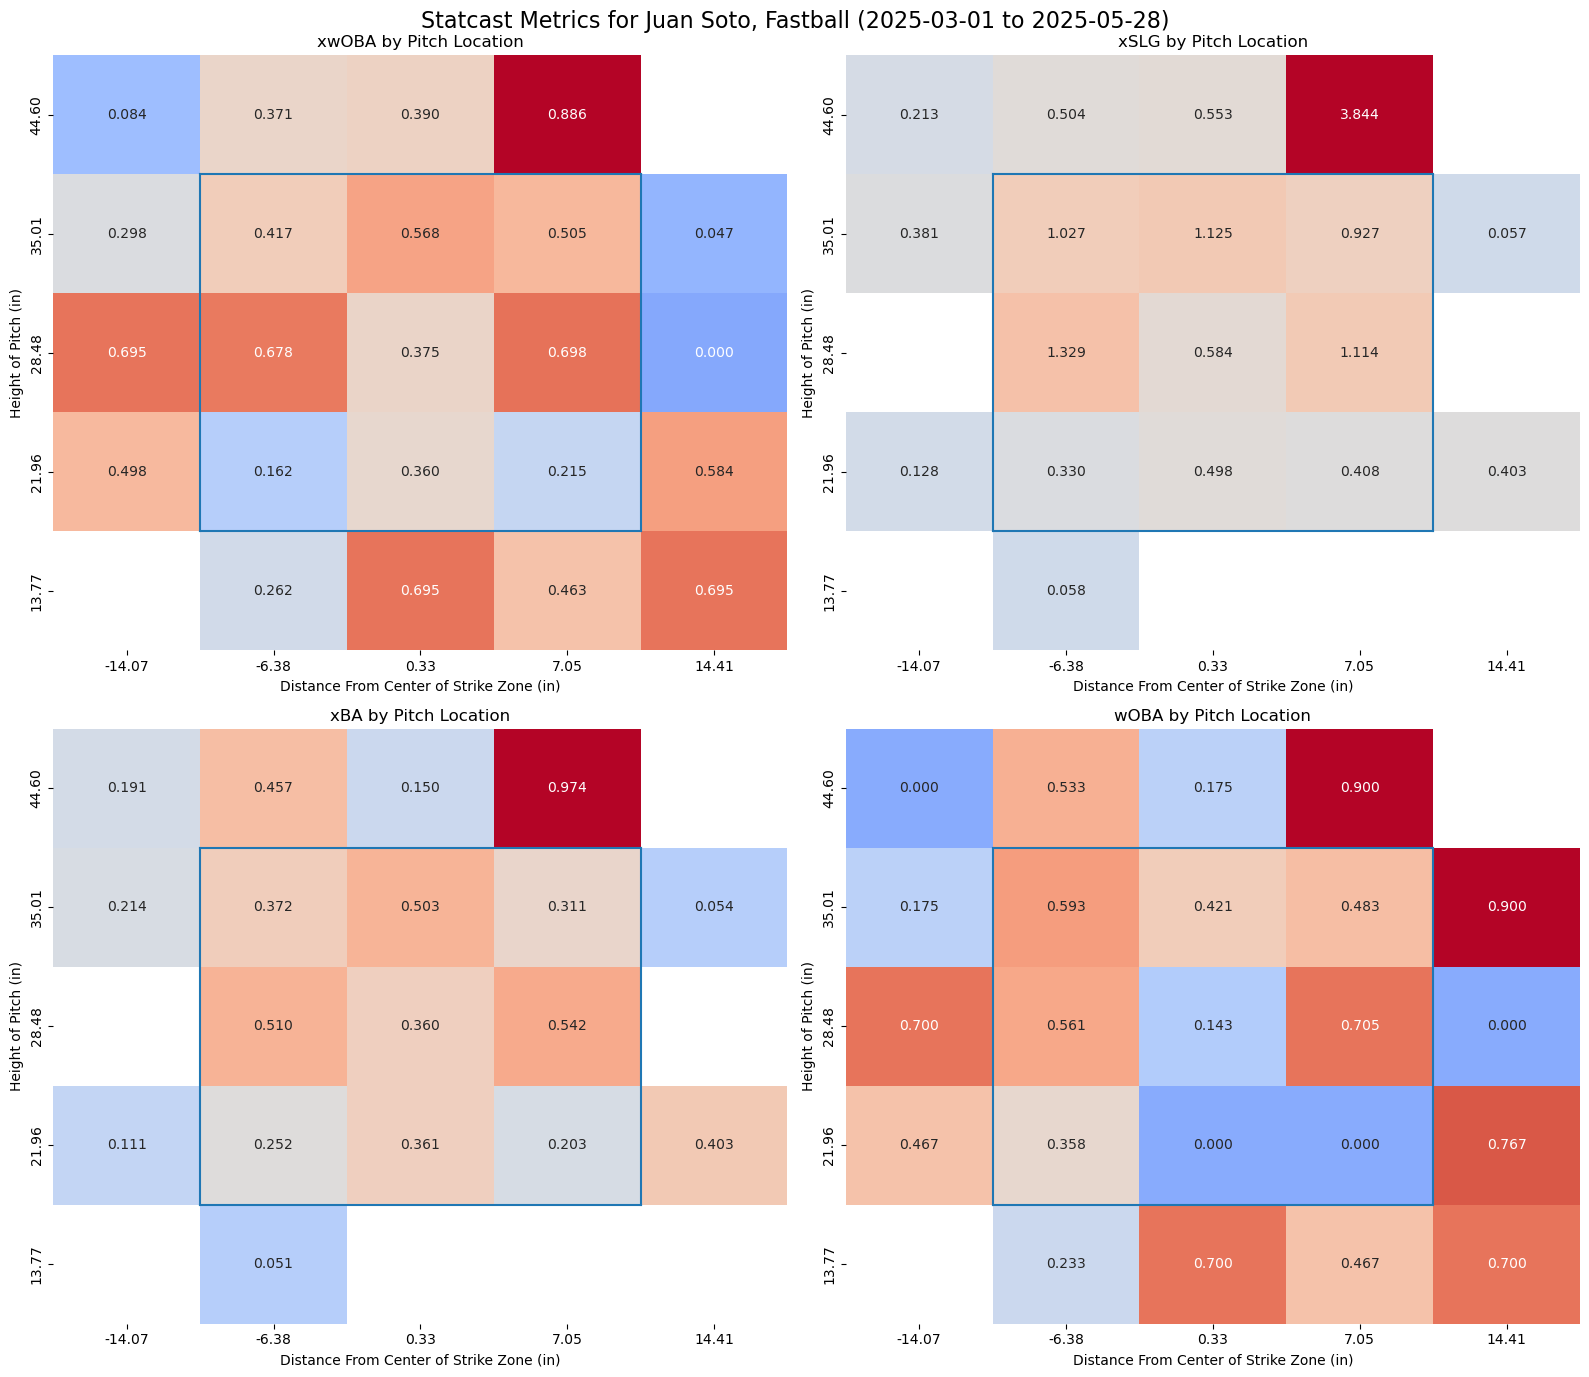 Statcast Metrics for Juan Soto, Fastball (2025-03-01 to 2025-05-28)
xwOBA by Pitch Location
Height of Pitch (in)
44.60 0.084 0.371 0.390 0.886
35.01 0.298 0.417 0.568 0.505 0.047
28.48 0.695 0.678 0.375 0.698 0.000
21.96 0.498 0.162 0.360 0.215 0.584
13.77 0.262 0.695 0.463 0.695
-14.07 -6.38 0.33 7.05 14.41
Distance From Center of Strike Zone (in)
xSLG by Pitch Location
Height of Pitch (in)
44.60 0.213 0.504 0.553 3.844
35.01 0.381 1.027 1.125 0.927 0.057
28.48 1.329 0.584 1.114
21.96 0.128 0.330 0.498 0.408 0.403
13.77 0.058
-14.07 -6.38 0.33 7.05 14.41
Distance From Center of Strike Zone (in)
xBA by Pitch Location
Height of Pitch (in)
44.60 0.191 0.457 0.150 0.974
35.01 0.214 0.372 0.503 0.311 0.054
28.48 0.510 0.360 0.542
21.96 0.111 0.252 0.361 0.203 0.403
13.77 0.051
-14.07 -6.38 0.33 7.05 14.41
Distance From Center of Strike Zone (in)
wOBA by Pitch Location
Height of Pitch (in)
44.60 0.000 0.533 0.175 0.900
35.01 0.175 0.593 0.421 0.483 0.900
28.48 0.700 0.561 0.143 0.705 0.000
21.96 0.467 0.358 0.000 0.000 0.767
13.77 0.233 0.700 0.467 0.700
-14.07 -6.38 0.33 7.05 14.41
Distance From Center of Strike Zone (in)